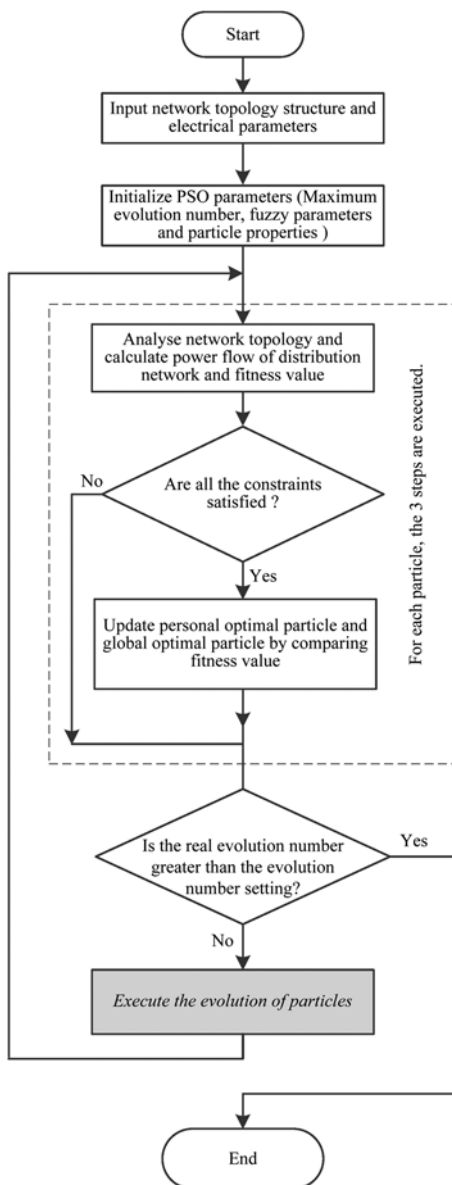 Start
Input network topology structure and
electrical parameters
Initialize PSO parameters (Maximum
evolution number, fuzzy parameters
and particle properties )
Analyse network topology and
calculate power flow of distribution
network and fitness value
For each particle, the 3 steps are executed.
No
Are all the constraints
satisfied ?
Yes
Update personal optimal particle and
global optimal particle by comparing
fitness value
Is the real evolution number
greater than the evolution
number setting?
Yes
No
Execute the evolution of particles
End